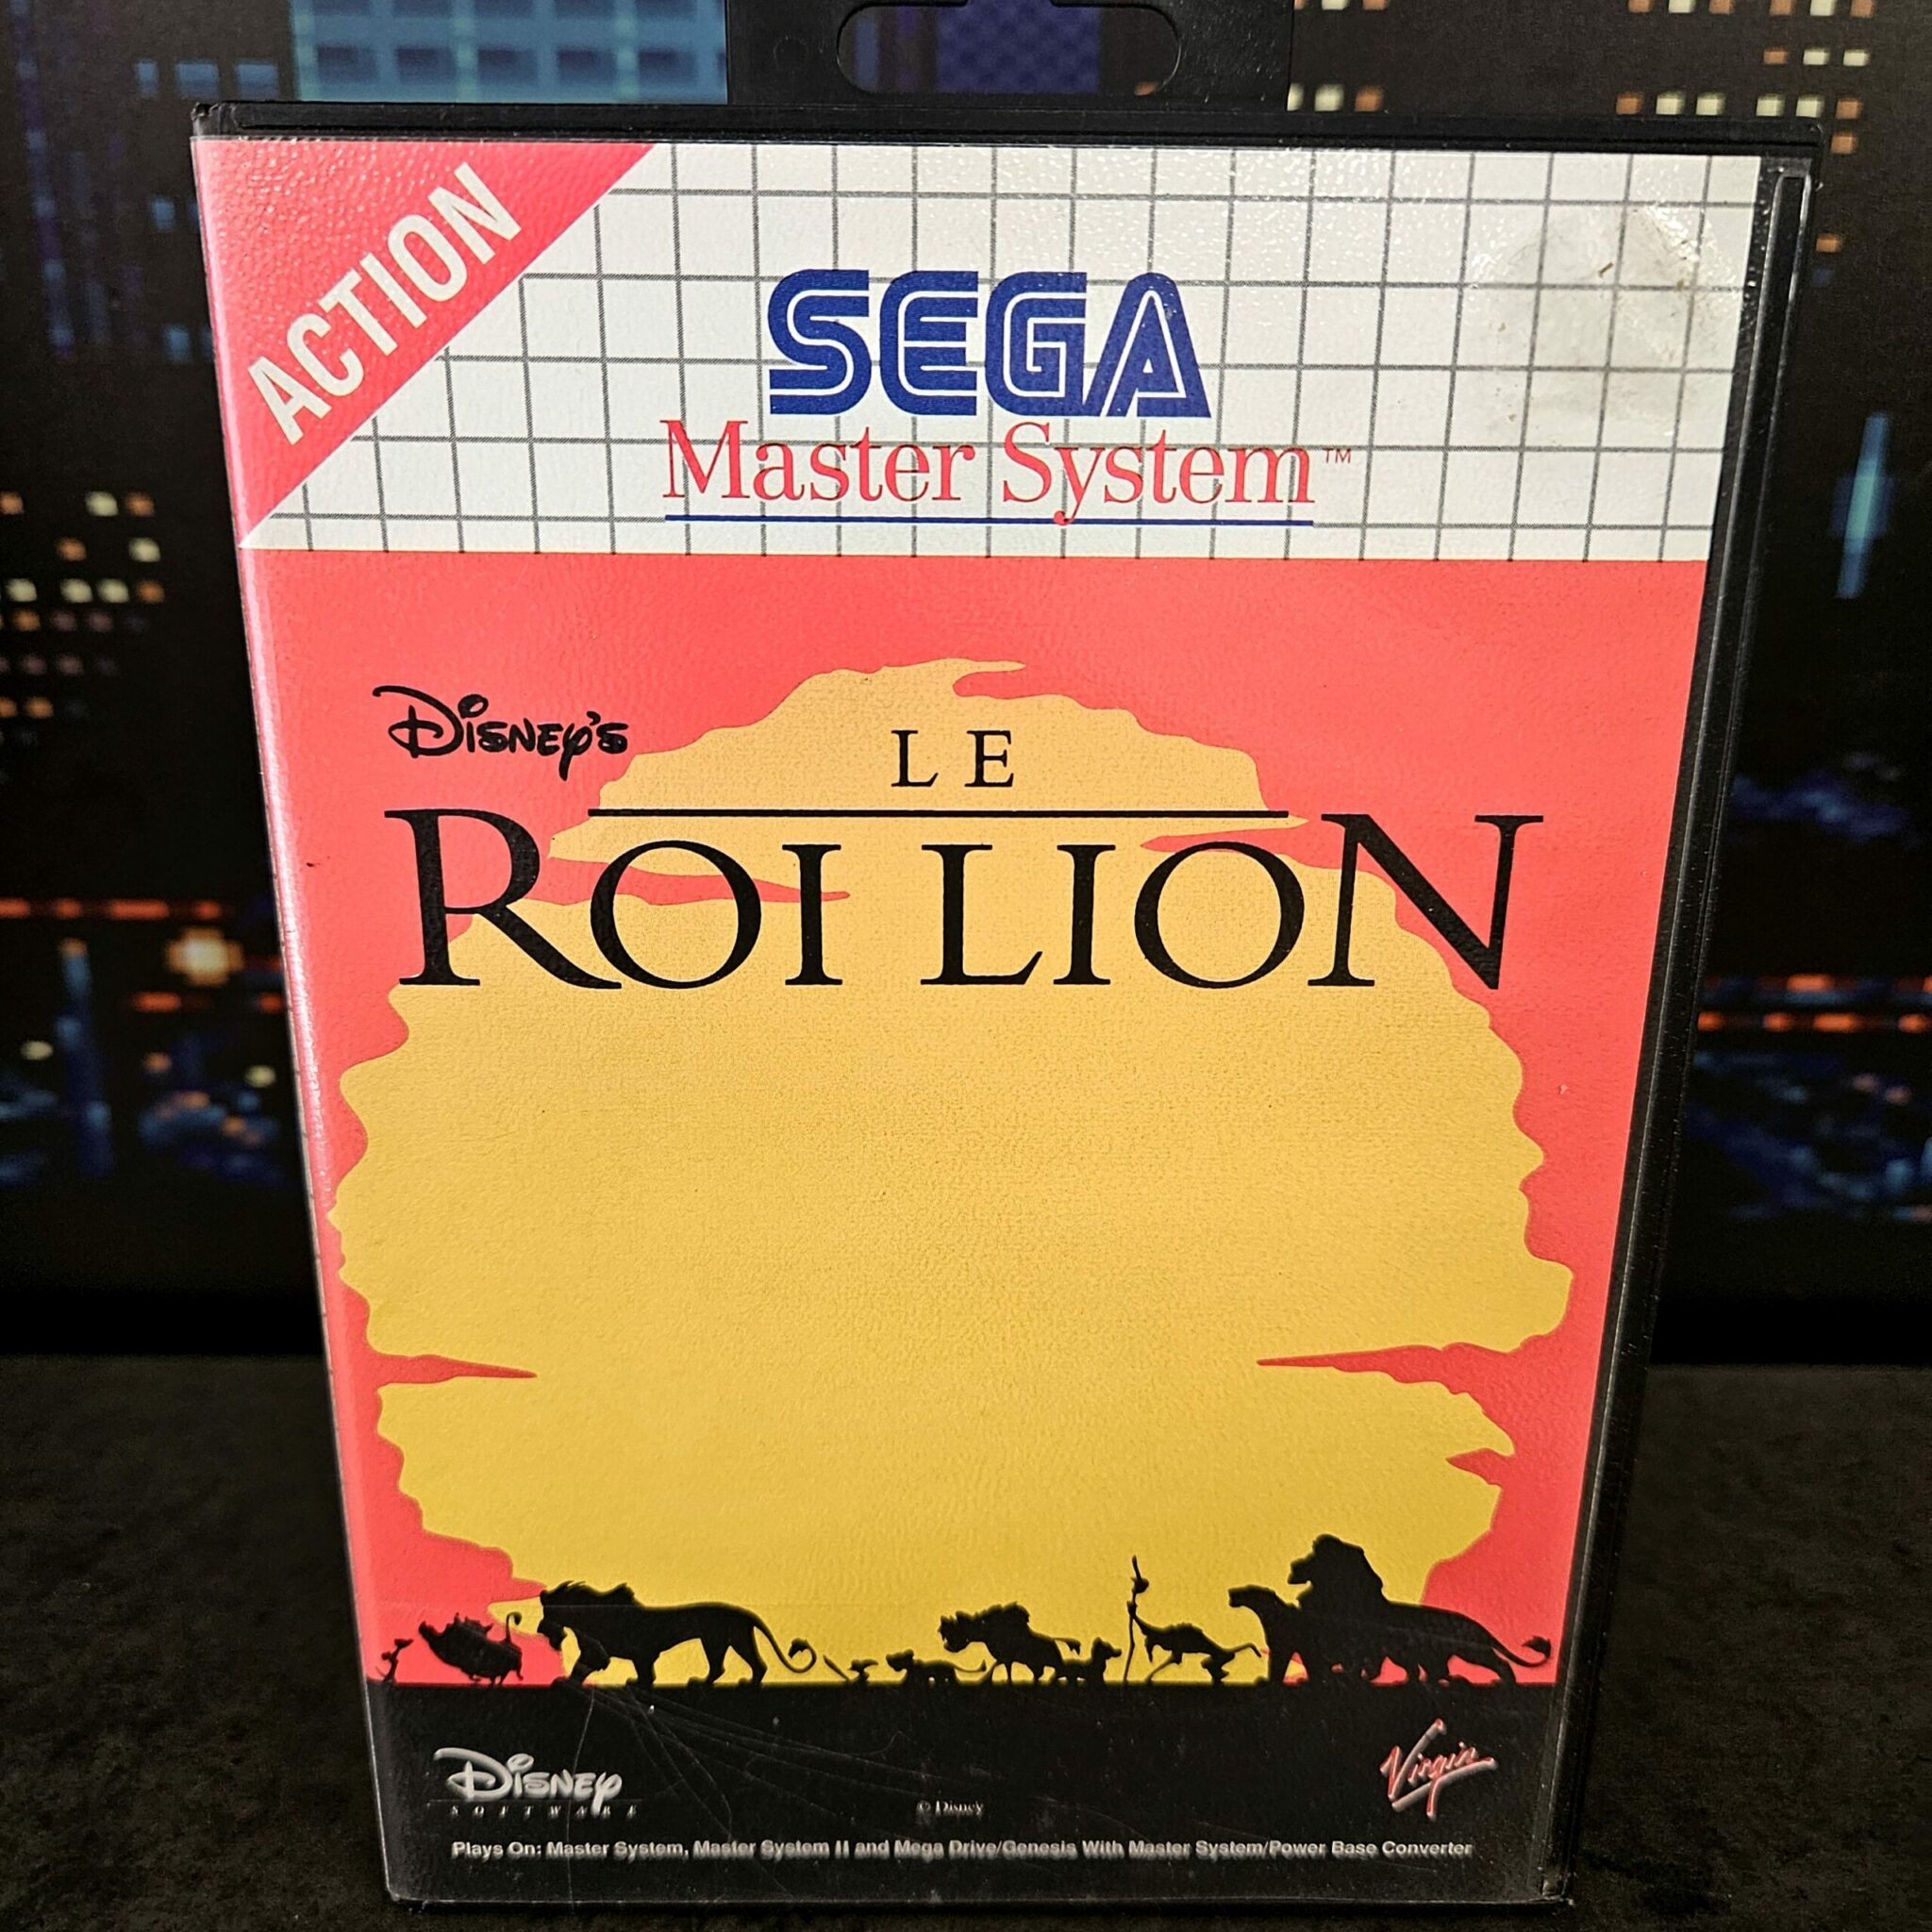 ACTION
SEGA
Master System™
DISNEY'S
LE
ROI LION
DISNEY
SOFTWARE
© Disney
Virgin
Plays On: Master System, Master System II and Mega Drive/Genesis With Master System/Power Base Converter